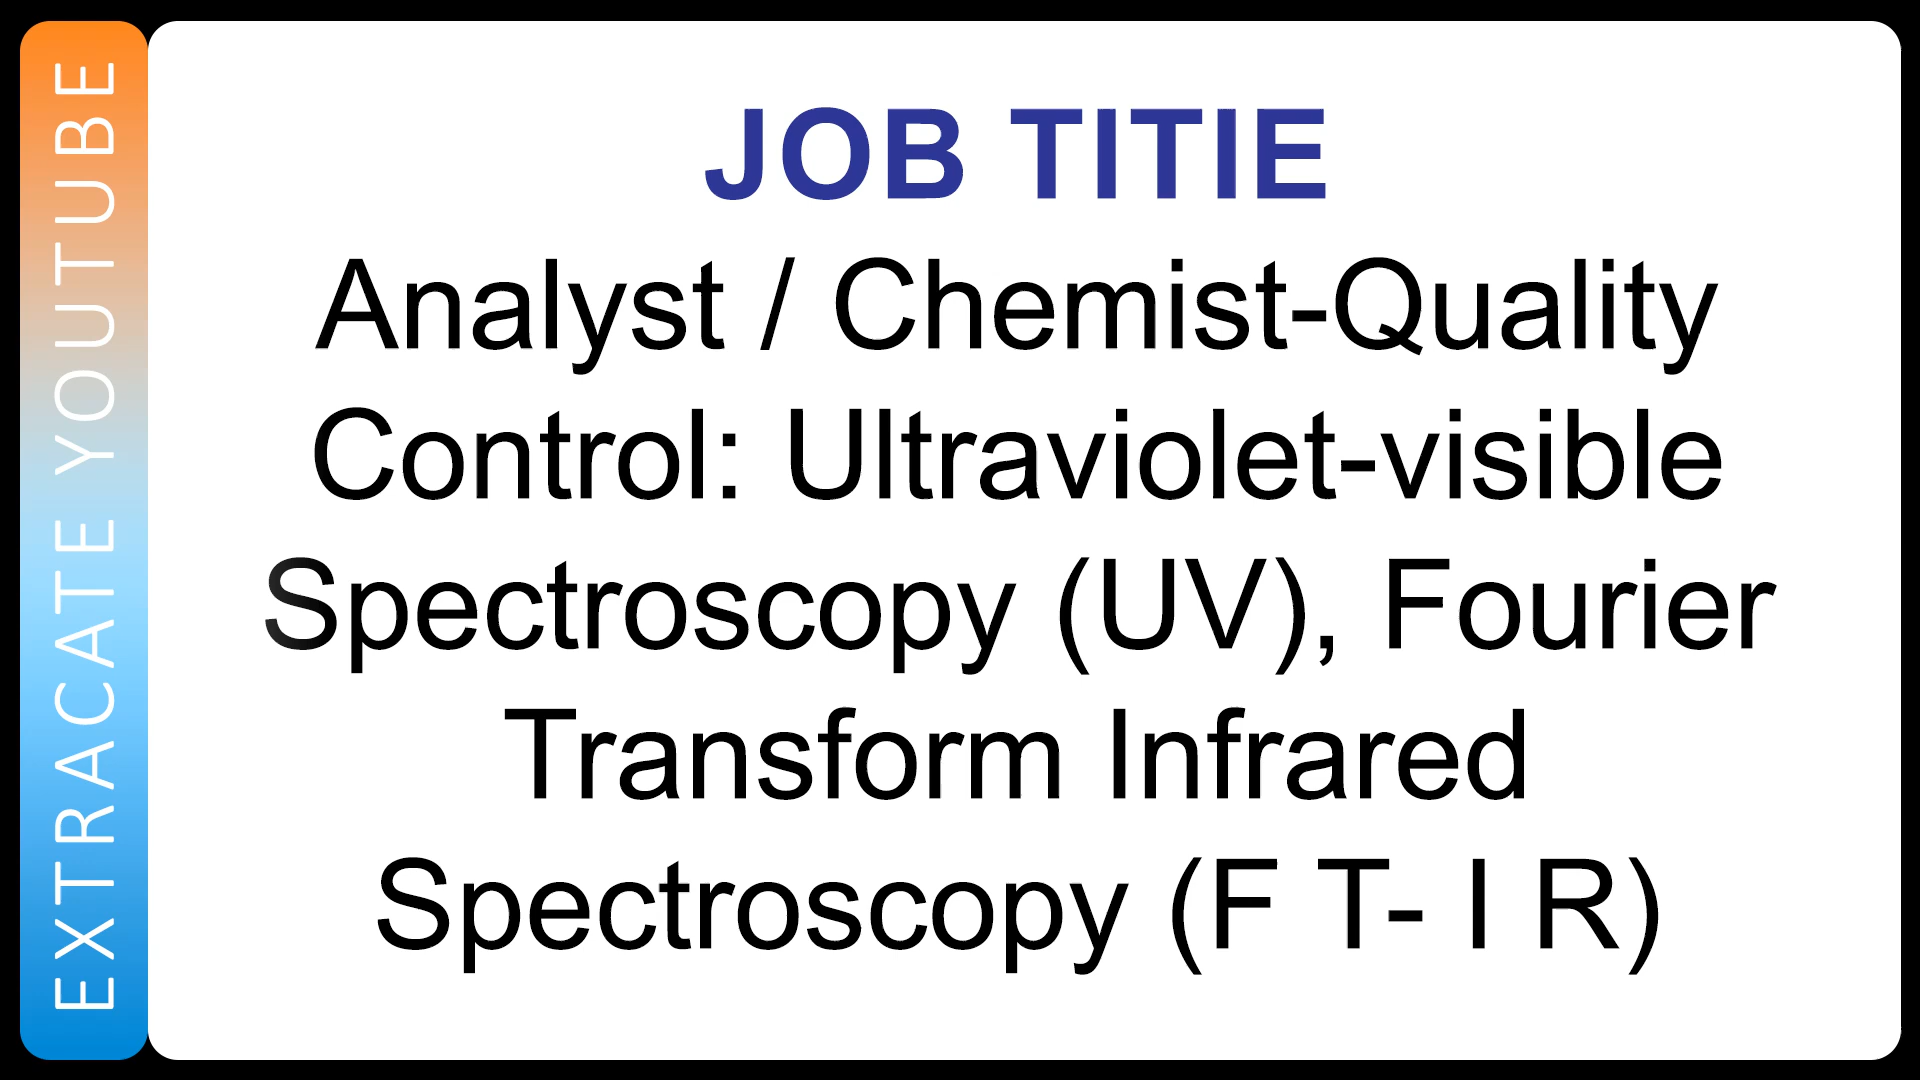 EXTRACATE YOUTUBE
JOB TITIE
Analyst / Chemist-Quality
Control: Ultraviolet-visible
Spectroscopy (UV), Fourier
Transform Infrared
Spectroscopy (F T- I R)